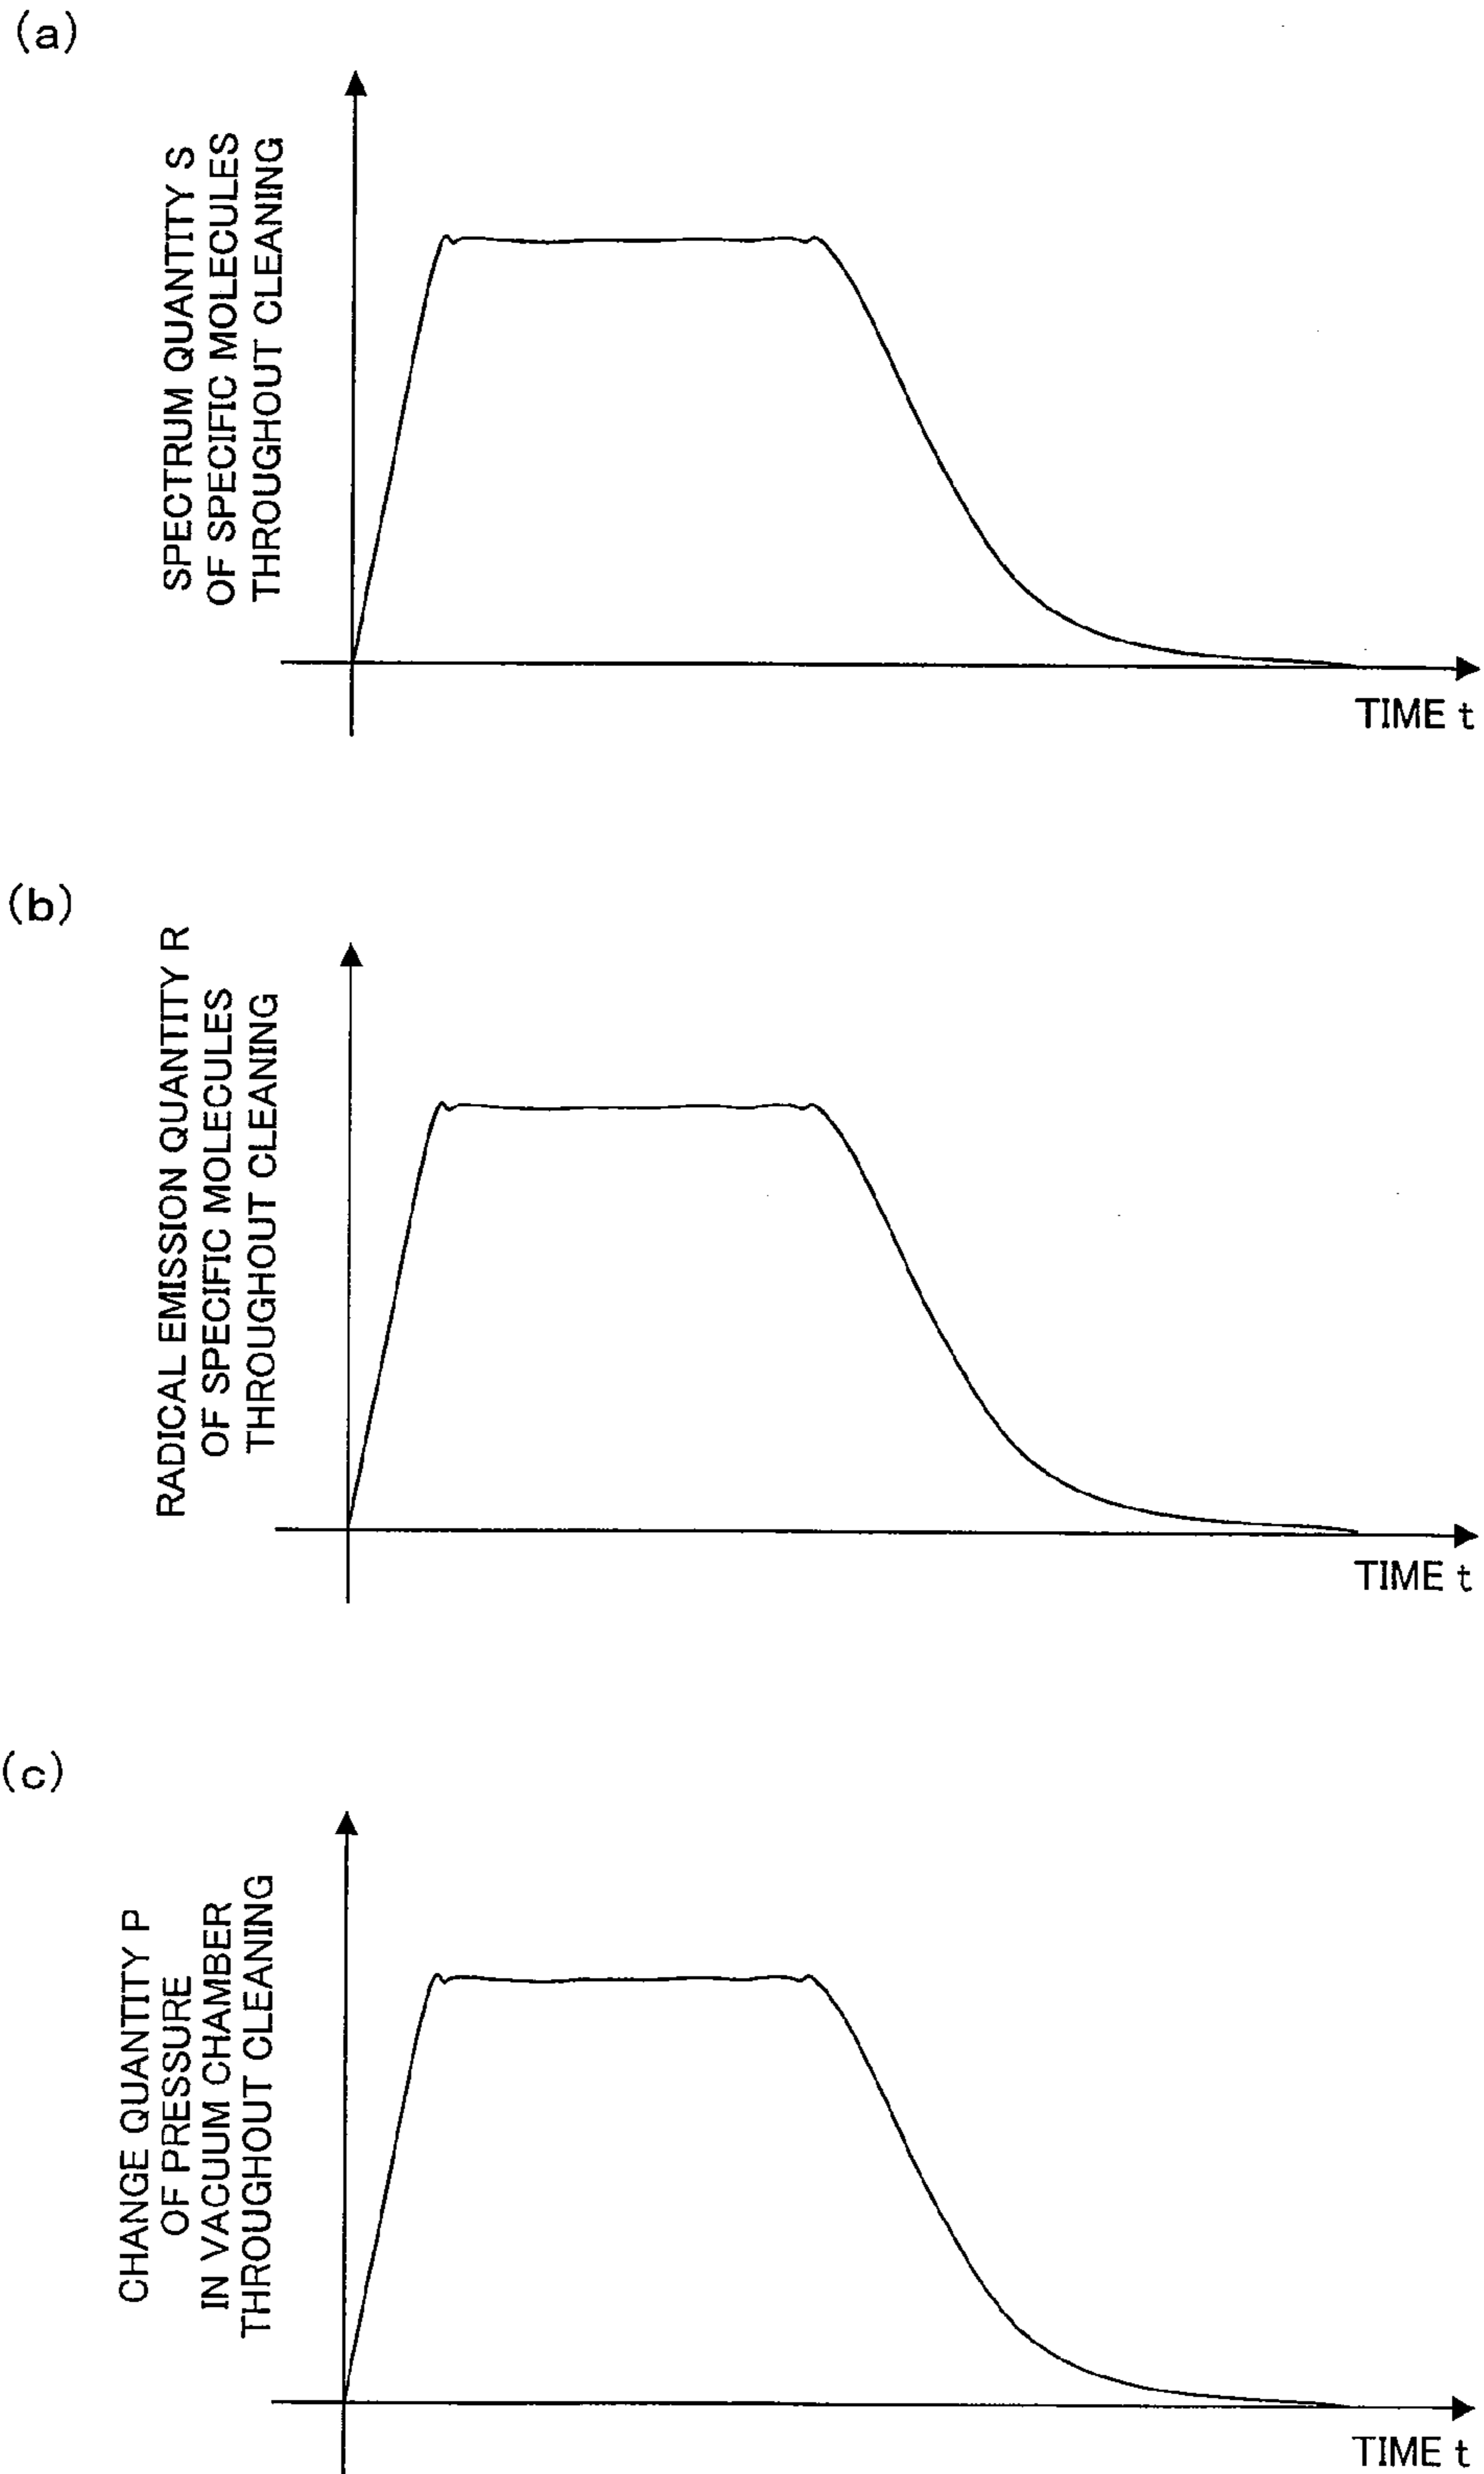 (a)
SPECTRUM QUANTITY S
OF SPECIFIC MOLECULES
THROUGHOUT CLEANING
TIME t
(b)
RADICAL EMISSION QUANTITY R
OF SPECIFIC MOLECULES
THROUGHOUT CLEANING
TIME t
(c)
CHANGE QUANTITY P
OF PRESSURE
IN VACUUM CHAMBER
THROUGHOUT CLEANING
TIME t